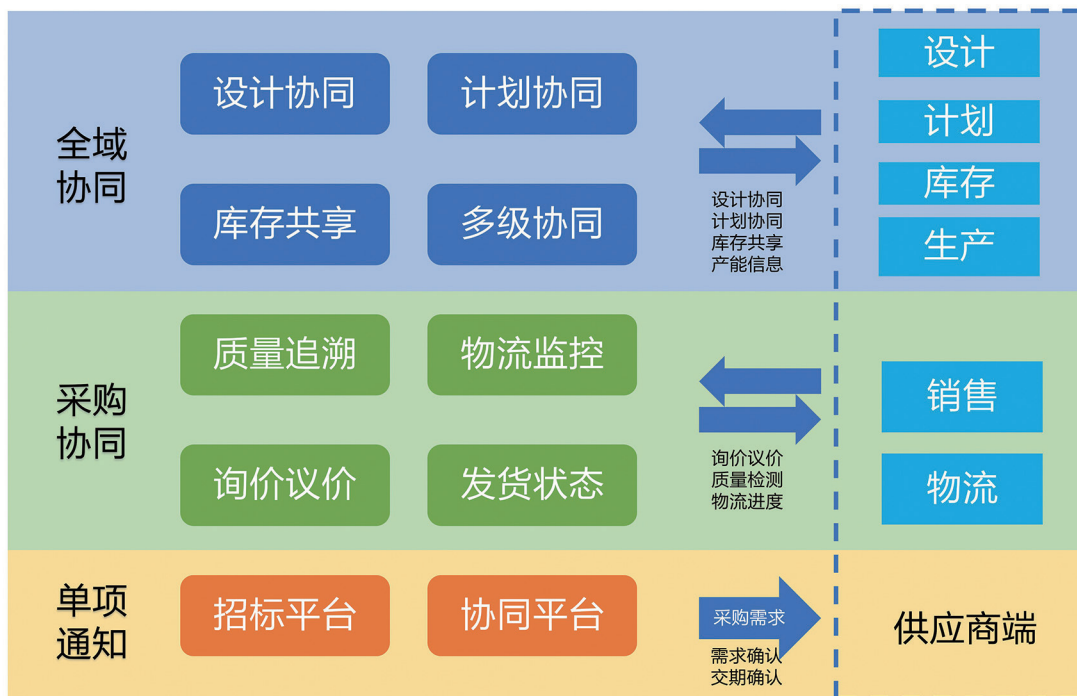 全域
协同
设计协同
计划协同
库存共享
多级协同
设计协同
计划协同
库存共享
产能信息
设计
计划
库存
生产
采购
协同
质量追溯
物流监控
询价议价
发货状态
询价议价
质量检测
物流进度
销售
物流
单项
通知
招标平台
协同平台
采购需求
需求确认
交期确认
供应商端